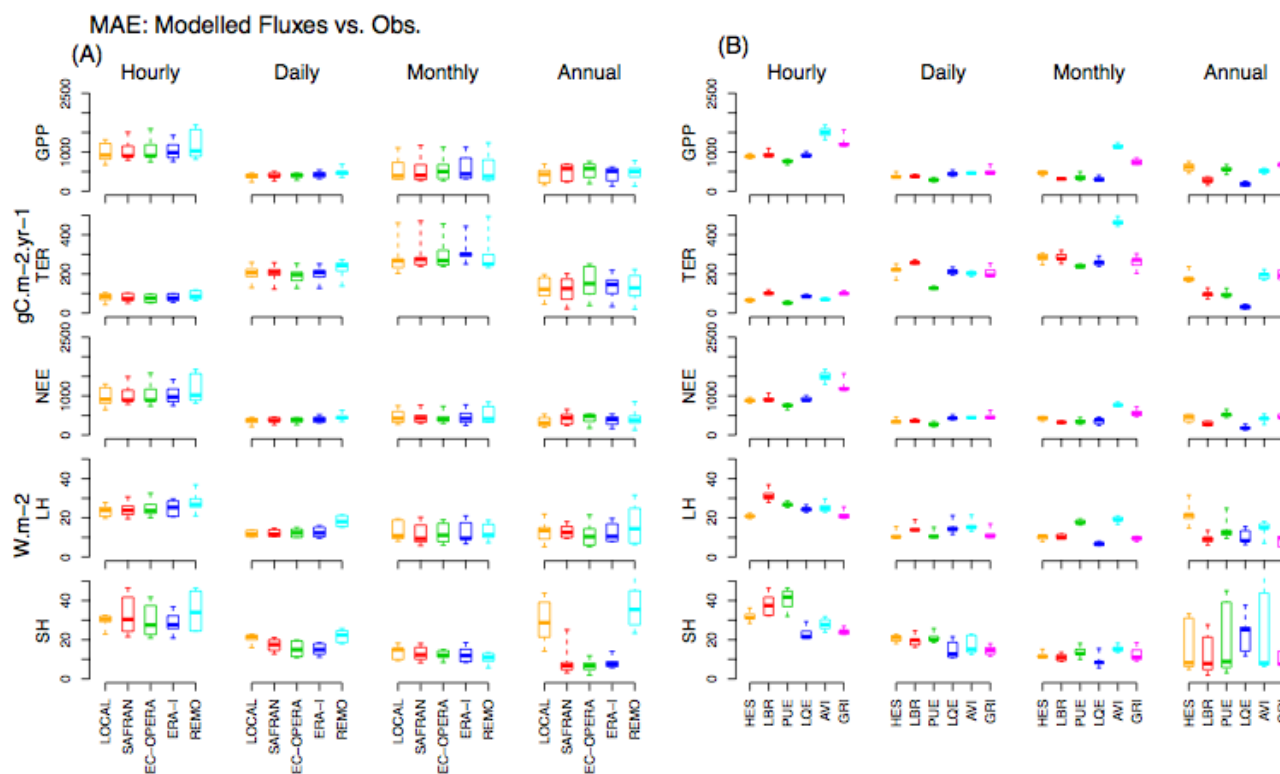 MAE: Modelled Fluxes vs. Obs.
(A)
Hourly Daily Monthly Annual
gC.m-2.yr-1
GPP
0 1000 2500
TER
0 200 400
NEE
0 1000 2500
W.m-2
LH
0 20 40
SH
0 20 40
LOCAL SAFRAN EC-OPERA ERA-I REMO
LOCAL SAFRAN EC-OPERA ERA-I REMO
LOCAL SAFRAN EC-OPERA ERA-I REMO
LOCAL SAFRAN EC-OPERA ERA-I REMO
(B)
Hourly Daily Monthly Annual
GPP
0 1000 2500
TER
0 200 400
NEE
0 1000 2500
LH
0 20 40
SH
0 20 40
HES LBR PUE LQE AVI GRI
HES LBR PUE LQE AVI GRI
HES LBR PUE LQE AVI GRI
HES LBR PUE LQE AVI